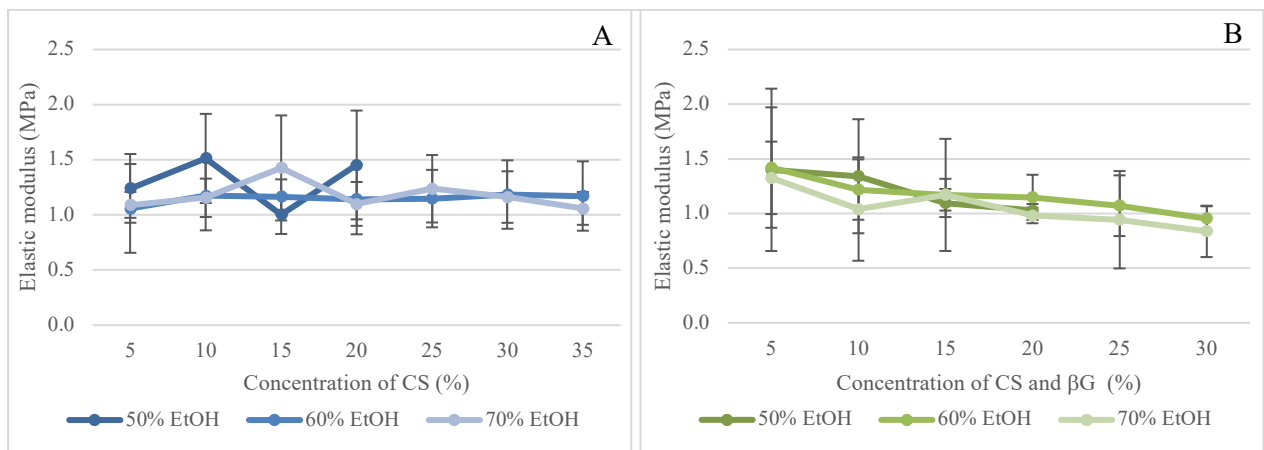 A
2.5
2.0
1.5
1.0
0.5
0.0
Elastic modulus (MPa)
5 10 15 20 25 30 35
Concentration of CS (%)
50% EtOH 60% EtOH 70% EtOH
B
2.5
2.0
1.5
1.0
0.5
0.0
Elastic modulus (MPa)
5 10 15 20 25 30
Concentration of CS and βG (%)
50% EtOH 60% EtOH 70% EtOH